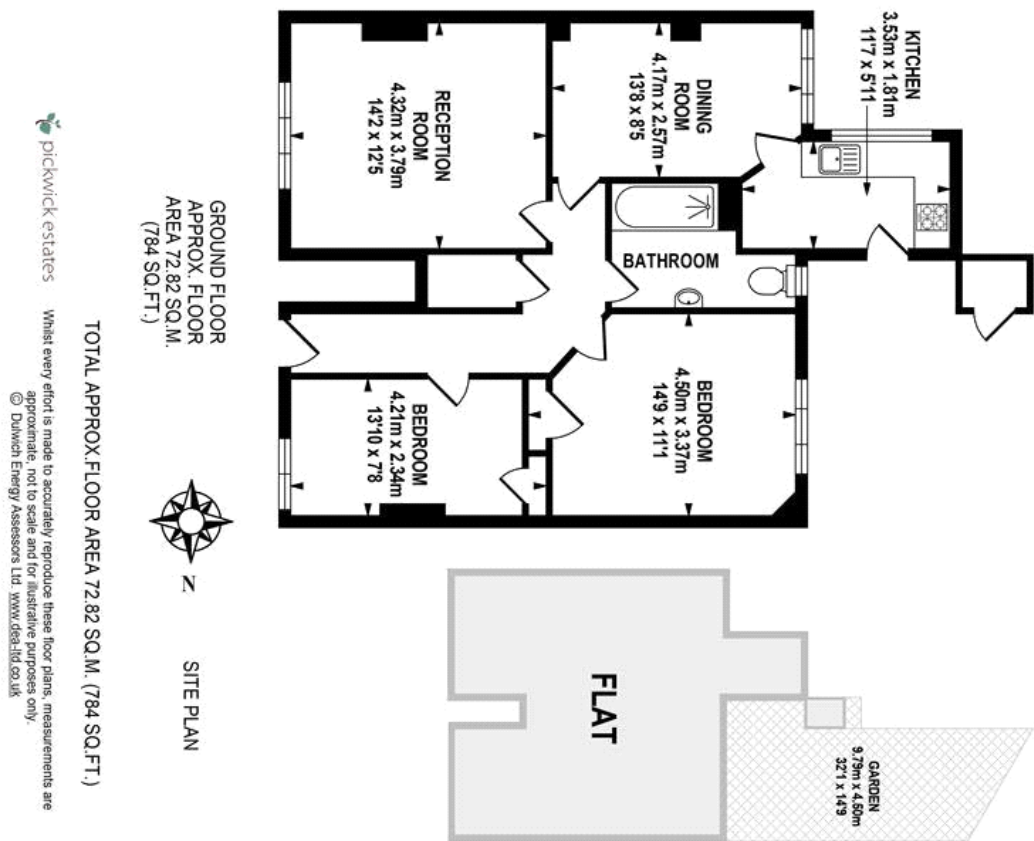 KITCHEN
3.53m x 1.81m
11'7 x 5'11
DINING
ROOM
4.17m x 2.57m
13'8 x 8'5
RECEPTION
ROOM
4.32m x 3.79m
14'2 x 12'5
BATHROOM
BEDROOM
4.50m x 3.37m
14'9 x 11'1
BEDROOM
4.21m x 2.34m
13'10 x 7'8
GROUND FLOOR
APPROX. FLOOR
AREA 72.82 SQ.M.
(784 SQ.FT.)
N
SITE PLAN
FLAT
GARDEN
9.79m x 4.50m
32'1 x 14'9
TOTAL APPROX.FLOOR AREA 72.82 SQ.M. (784 SQ.FT.)
pickwick estates
Whilst every effort is made to accurately reproduce these floor plans, measurements are
approximate, not to scale and for illustrative purposes only.
© Dulwich Energy Assessors Ltd. www.dea-ltd.co.uk